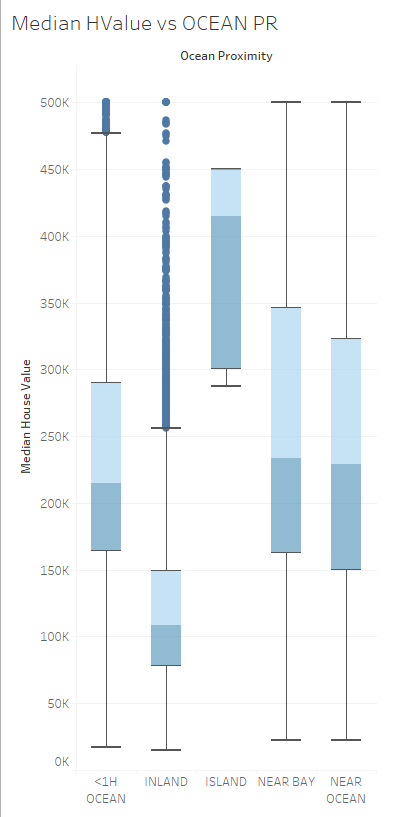 Median HValue vs OCEAN PR
Ocean Proximity
500K
450K
400K
350K
300K
250K
200K
150K
100K
50K
0K
Median House Value
<1H
OCEAN
INLAND
ISLAND
NEAR BAY
NEAR
OCEAN